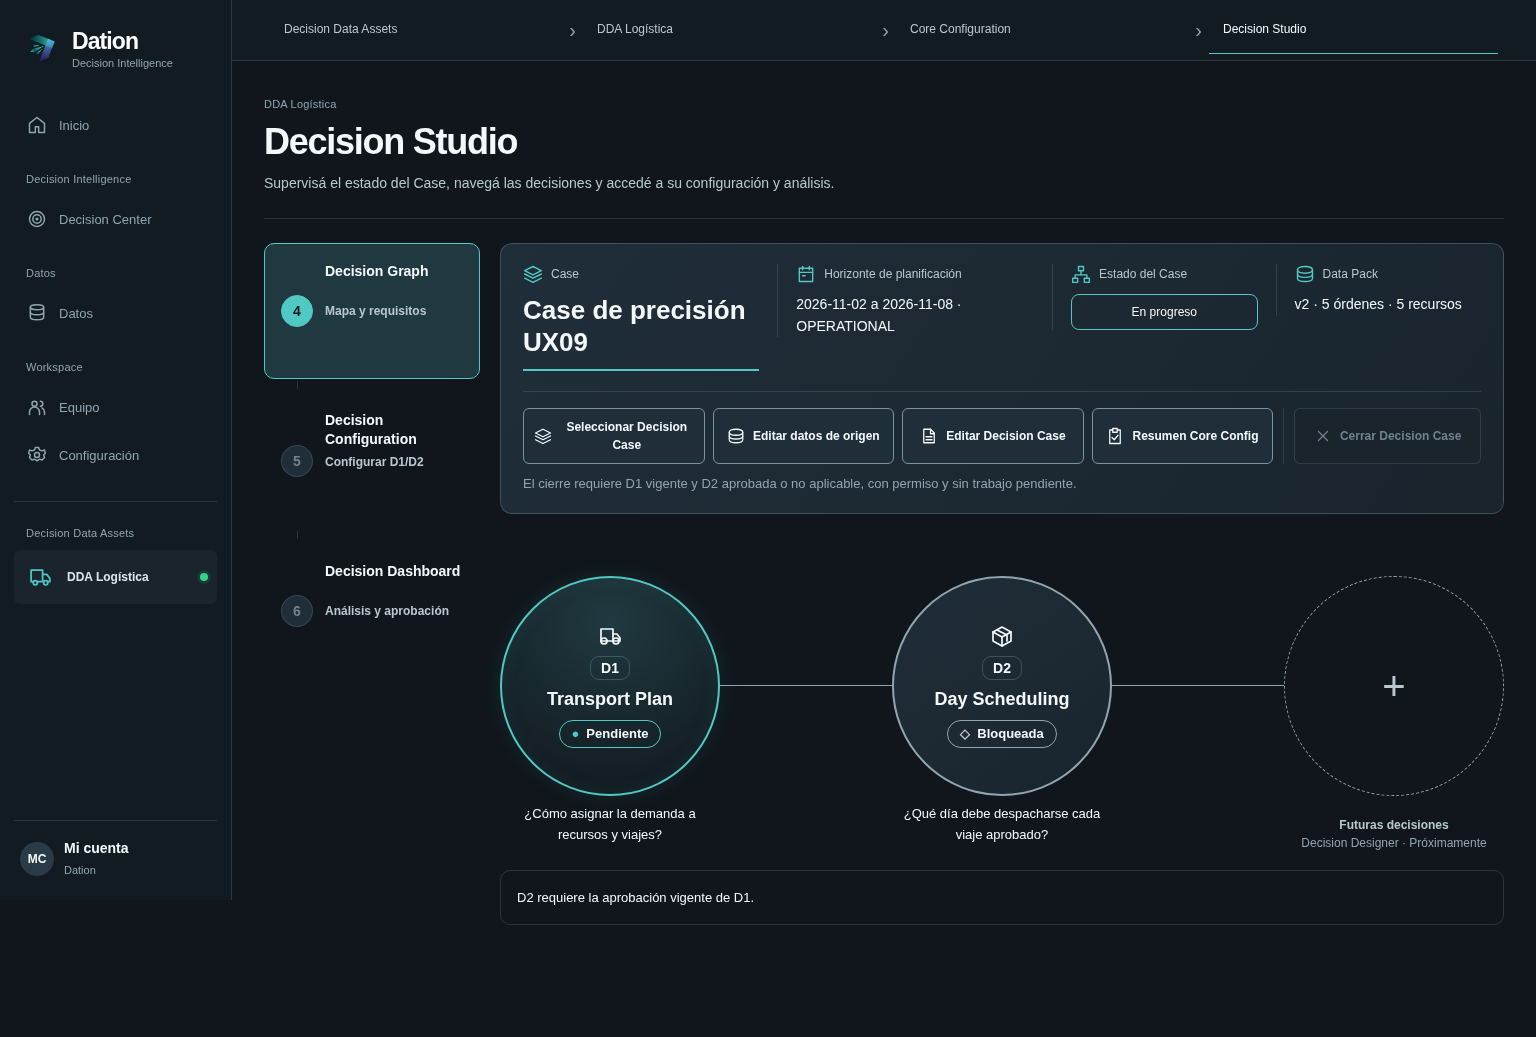 Dation
Decision Intelligence
Inicio
Decision Intelligence
Decision Center
Datos
Datos
Workspace
Equipo
Configuración
Decision Data Assets
DDA Logística
MC
Mi cuenta
Dation
Decision Data Assets
DDA Logística
Core Configuration
Decision Studio
DDA Logística
Decision Studio
Supervisá el estado del Case, navegá las decisiones y accedé a su configuración y análisis.
Decision Graph
4
Mapa y requisitos
Decision
Configuration
5
Configurar D1/D2
Decision Dashboard
6
Análisis y aprobación
Case
Case de precisión
UX09
Horizonte de planificación
2026-11-02 a 2026-11-08 ·
OPERATIONAL
Estado del Case
En progreso
Data Pack
v2 · 5 órdenes · 5 recursos
Seleccionar Decision
Case
Editar datos de origen
Editar Decision Case
Resumen Core Config
Cerrar Decision Case
El cierre requiere D1 vigente y D2 aprobada o no aplicable, con permiso y sin trabajo pendiente.
D1
Transport Plan
Pendiente
¿Cómo asignar la demanda a
recursos y viajes?
D2
Day Scheduling
Bloqueada
¿Qué día debe despacharse cada
viaje aprobado?
+
Futuras decisiones
Decision Designer · Próximamente
D2 requiere la aprobación vigente de D1.